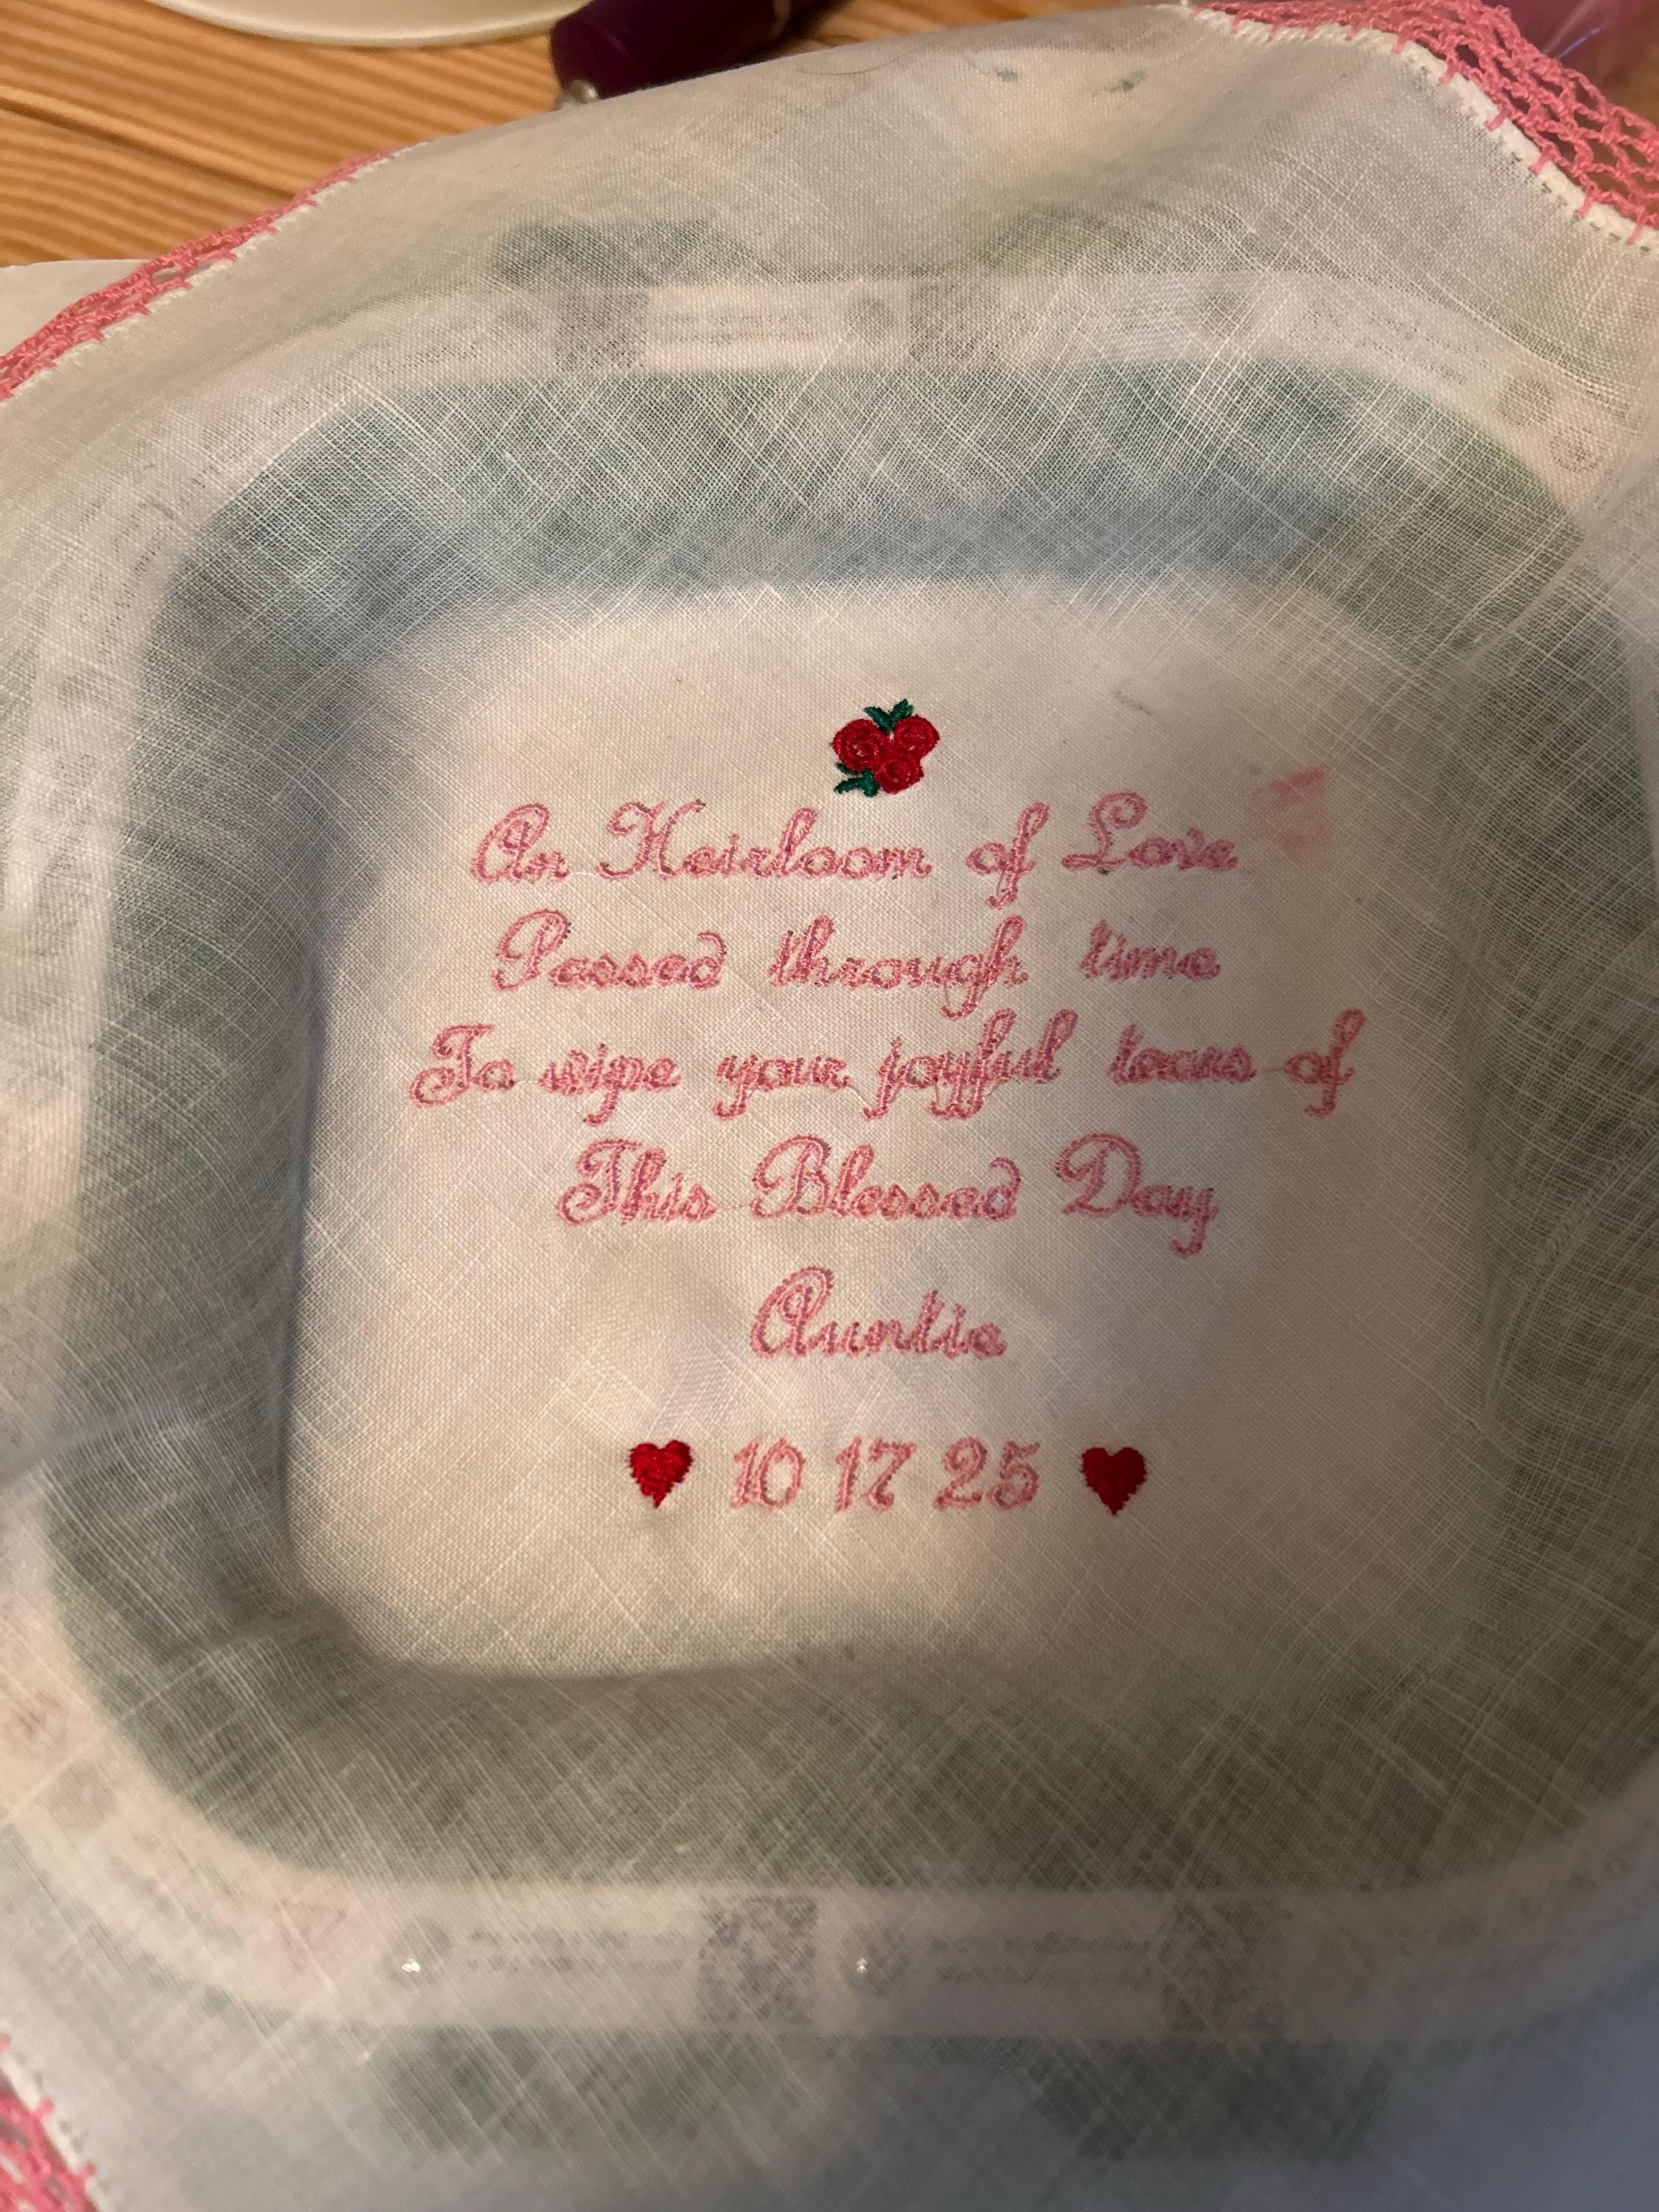 An Heirloom of Love
Passed through time
To wipe your joyful tears of
This Blessed Day
Auntie
10 17 25